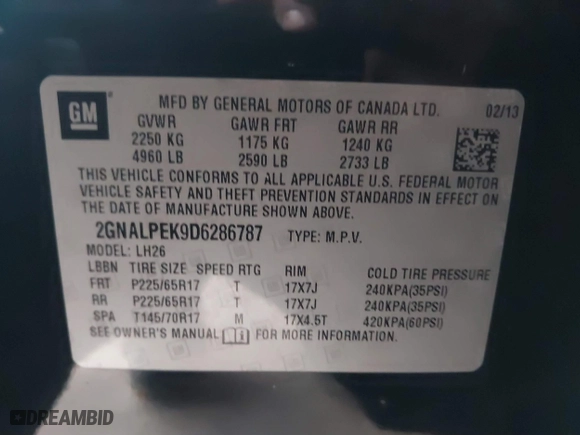 GM
MFD BY GENERAL MOTORS OF CANADA LTD. 02/13
GVWR GAWR FRT GAWR RR
2250 KG 1175 KG 1240 KG
4960 LB 2590 LB 2733 LB
THIS VEHICLE CONFORMS TO ALL APPLICABLE U.S. FEDERAL MOTOR
VEHICLE SAFETY AND THEFT PREVENTION STANDARDS IN EFFECT ON
THE DATE OF MANUFACTURE SHOWN ABOVE.
2GNALPEK9D6286787 TYPE: M.P.V.
MODEL: LH26
LBBN TIRE SIZE SPEED RTG RIM COLD TIRE PRESSURE
FRT P225/65R17 T 17X7J 240KPA(35PSI)
RR P225/65R17 T 17X7J 240KPA(35PSI)
SPA T145/70R17 M 17X4.5T 420KPA(60PSI)
SEE OWNER'S MANUAL FOR MORE INFORMATION.
DREAMBID